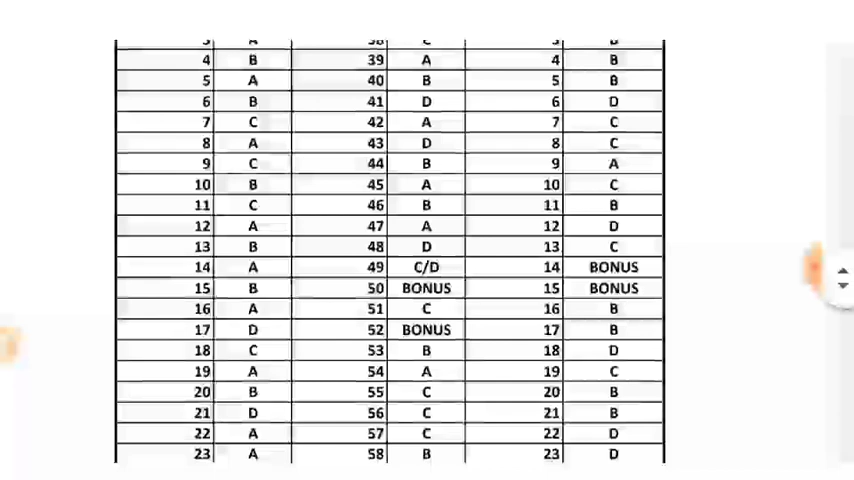 3 A 38 C 3 B
4 B 39 A 4 B
5 A 40 B 5 B
6 B 41 D 6 D
7 C 42 A 7 C
8 A 43 D 8 C
9 C 44 B 9 A
10 B 45 A 10 C
11 C 46 B 11 B
12 A 47 A 12 D
13 B 48 D 13 C
14 A 49 C/D 14 BONUS
15 B 50 BONUS 15 BONUS
16 A 51 C 16 B
17 D 52 BONUS 17 B
18 C 53 B 18 D
19 A 54 A 19 C
20 B 55 C 20 B
21 D 56 C 21 B
22 A 57 C 22 D
23 A 58 B 23 D